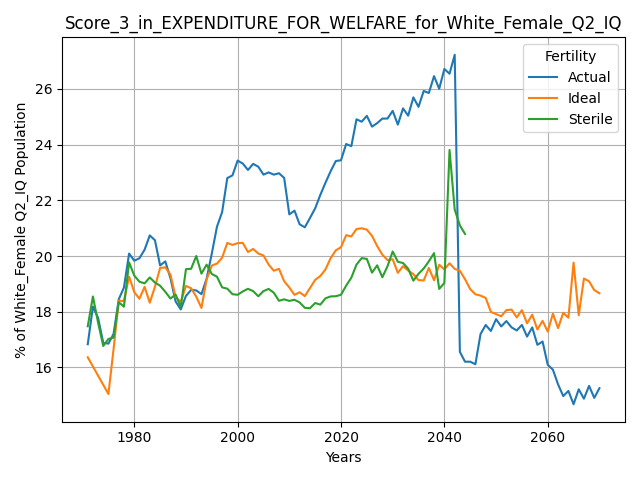 Score_3_in_EXPENDITURE_FOR_WELFARE_for_White_Female_Q2_IQ
Fertility
Actual
Ideal
Sterile
% of White_Female Q2_IQ Population
26
24
22
20
18
16
1980
2000
2020
2040
2060
Years